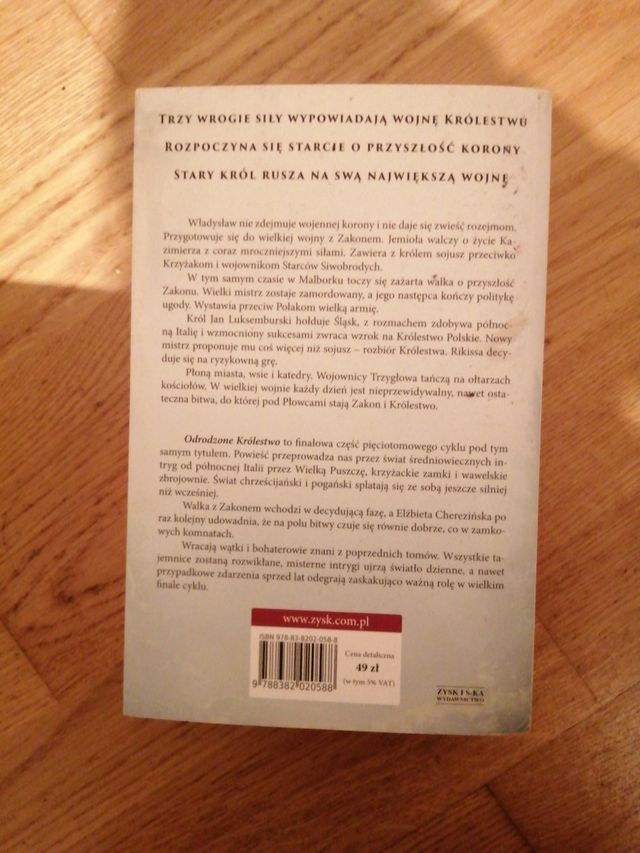 Trzy wrogie siły wypowiadają wojnę Królestwu
Rozpoczyna się starcie o przyszłość korony
Stary król rusza na swą największą wojnę
Władysław nie zdejmuje wojennej korony i nie daje się zwieść rozejmom.
Przygotowuje się do wielkiej wojny z Zakonem. Jemioła walczy o życie Ka-
zimierza z coraz mroczniejszymi siłami. Zawiera z królem sojusz przeciwko
Krzyżakom i wojownikom Starców Siwobrodych.
W tym samym czasie w Malborku toczy się zażarta walka o przyszłość
Zakonu. Wielki mistrz zostaje zamordowany, a jego następca kończy politykę
ugody. Wystawia przeciw Polakom wielką armię.
Król Jan Luksemburski hołduje Śląsk, z rozmachem zdobywa północ-
ną Italię i wzmocniony sukcesami zwraca wzrok na Królestwo Polskie. Nowy
mistrz proponuje mu coś więcej niż sojusz – rozbiór Królestwa. Rikissa decy-
duje się na ryzykowną grę.
Płoną miasta, wsie i katedry. Wojownicy Trzygłowa tańczą na ołtarzach
kościołów. W wielkiej wojnie każdy dzień jest nieprzewidywalny, nawet osta-
teczna bitwa, do której pod Płowcami stają Zakon i Królestwo.
Odrodzone Królestwo to finałowa część pięciotomowego cyklu pod tym
samym tytułem. Powieść przeprowadza nas przez świat średniowiecznych in-
tryg od północnej Italii przez Wielką Puszczę, krzyżackie zamki i wawelskie
zbrojownie. Świat chrześcijański i pogański splatają się ze sobą jeszcze silniej
niż wcześniej.
Walka z Zakonem wchodzi w decydującą fazę, a Elżbieta Cherezińska po
raz kolejny udowadnia, że na polu bitwy czuje się równie dobrze, co w zamko-
wych komnatach.
Wracają wątki i bohaterowie znani z poprzednich tomów. Wszystkie ta-
jemnice zostaną rozwikłane, misterne intrygi ujrzą światło dzienne, a nawet
przypadkowe zdarzenia sprzed lat odegrają zaskakująco ważną rolę w wielkim
finale cyklu.
www.zysk.com.pl
ISBN 978-83-8202-058-8
9 788382 020588
Cena detaliczna
49 zł
(w tym 5% VAT)
ZYSK I S-KA
WYDAWNICTWO